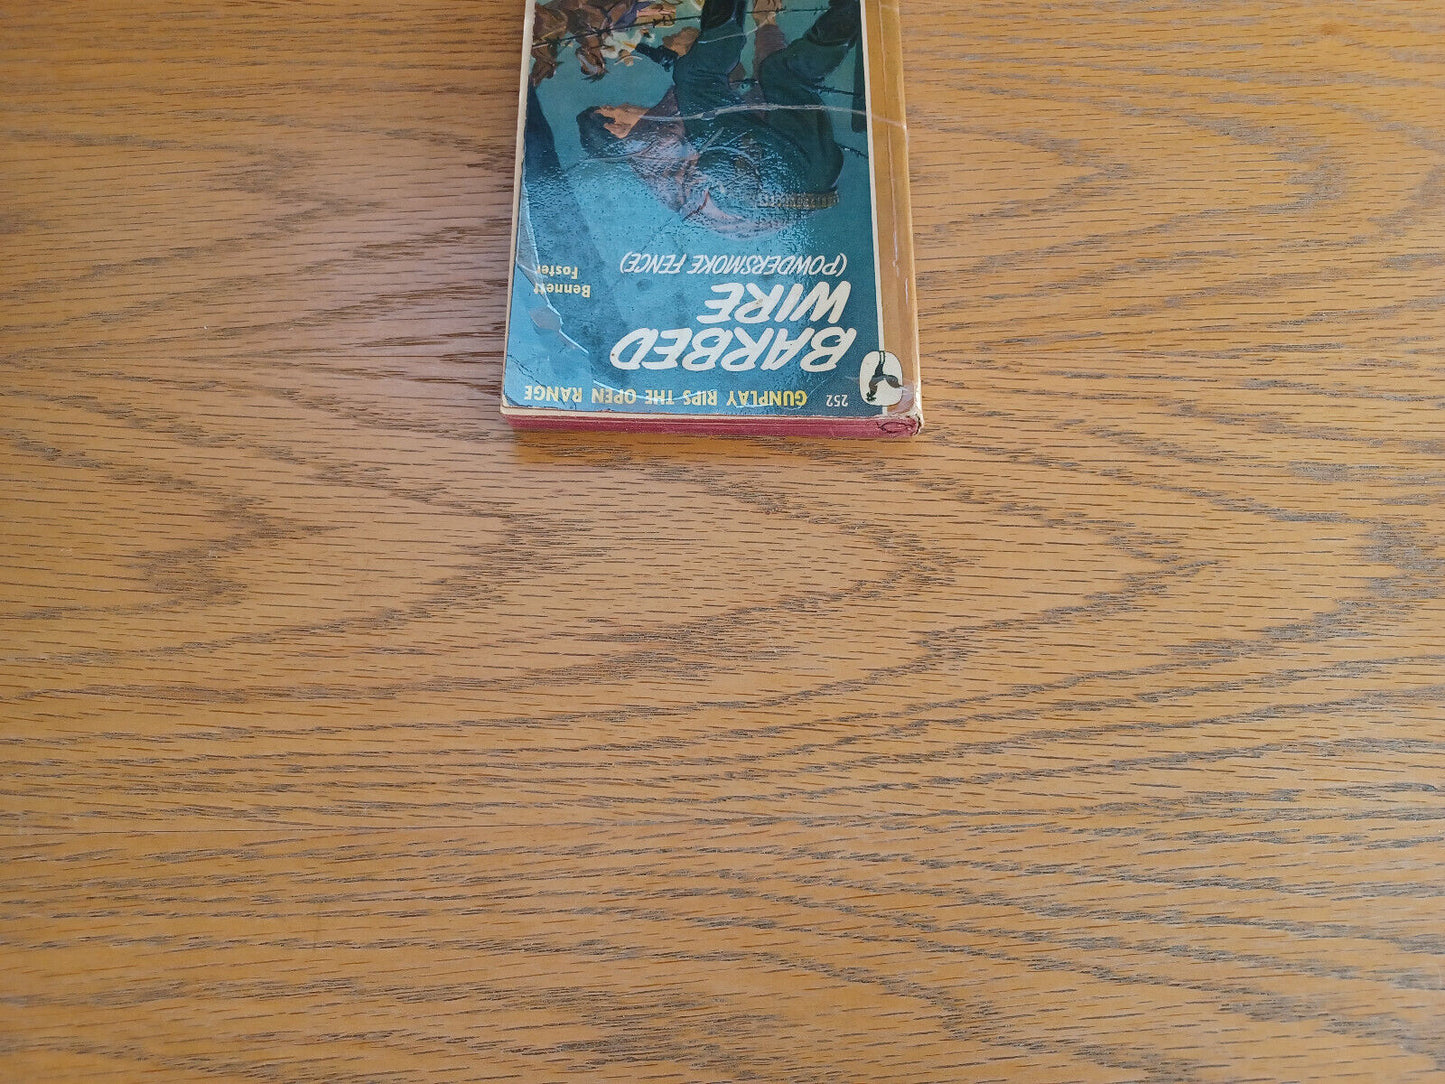 252 GUNPLAY RIPS THE OPEN RANGE
BARBED
WIRE
(POWDERSMOKE FENCE)
Bennett
Foster